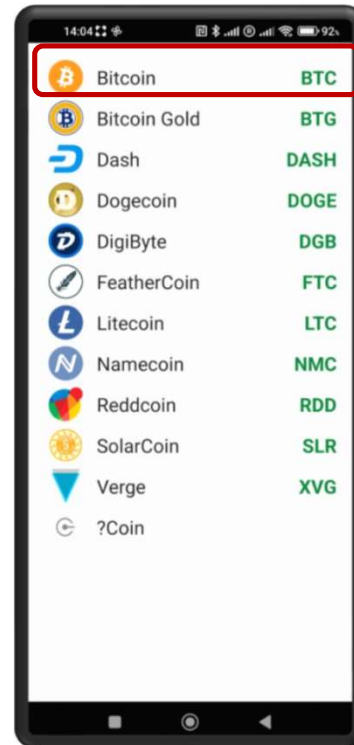 14:04 92%
Bitcoin BTC
Bitcoin Gold BTG
Dash DASH
Dogecoin DOGE
DigiByte DGB
FeatherCoin FTC
Litecoin LTC
Namecoin NMC
Reddcoin RDD
SolarCoin SLR
Verge XVG
?Coin